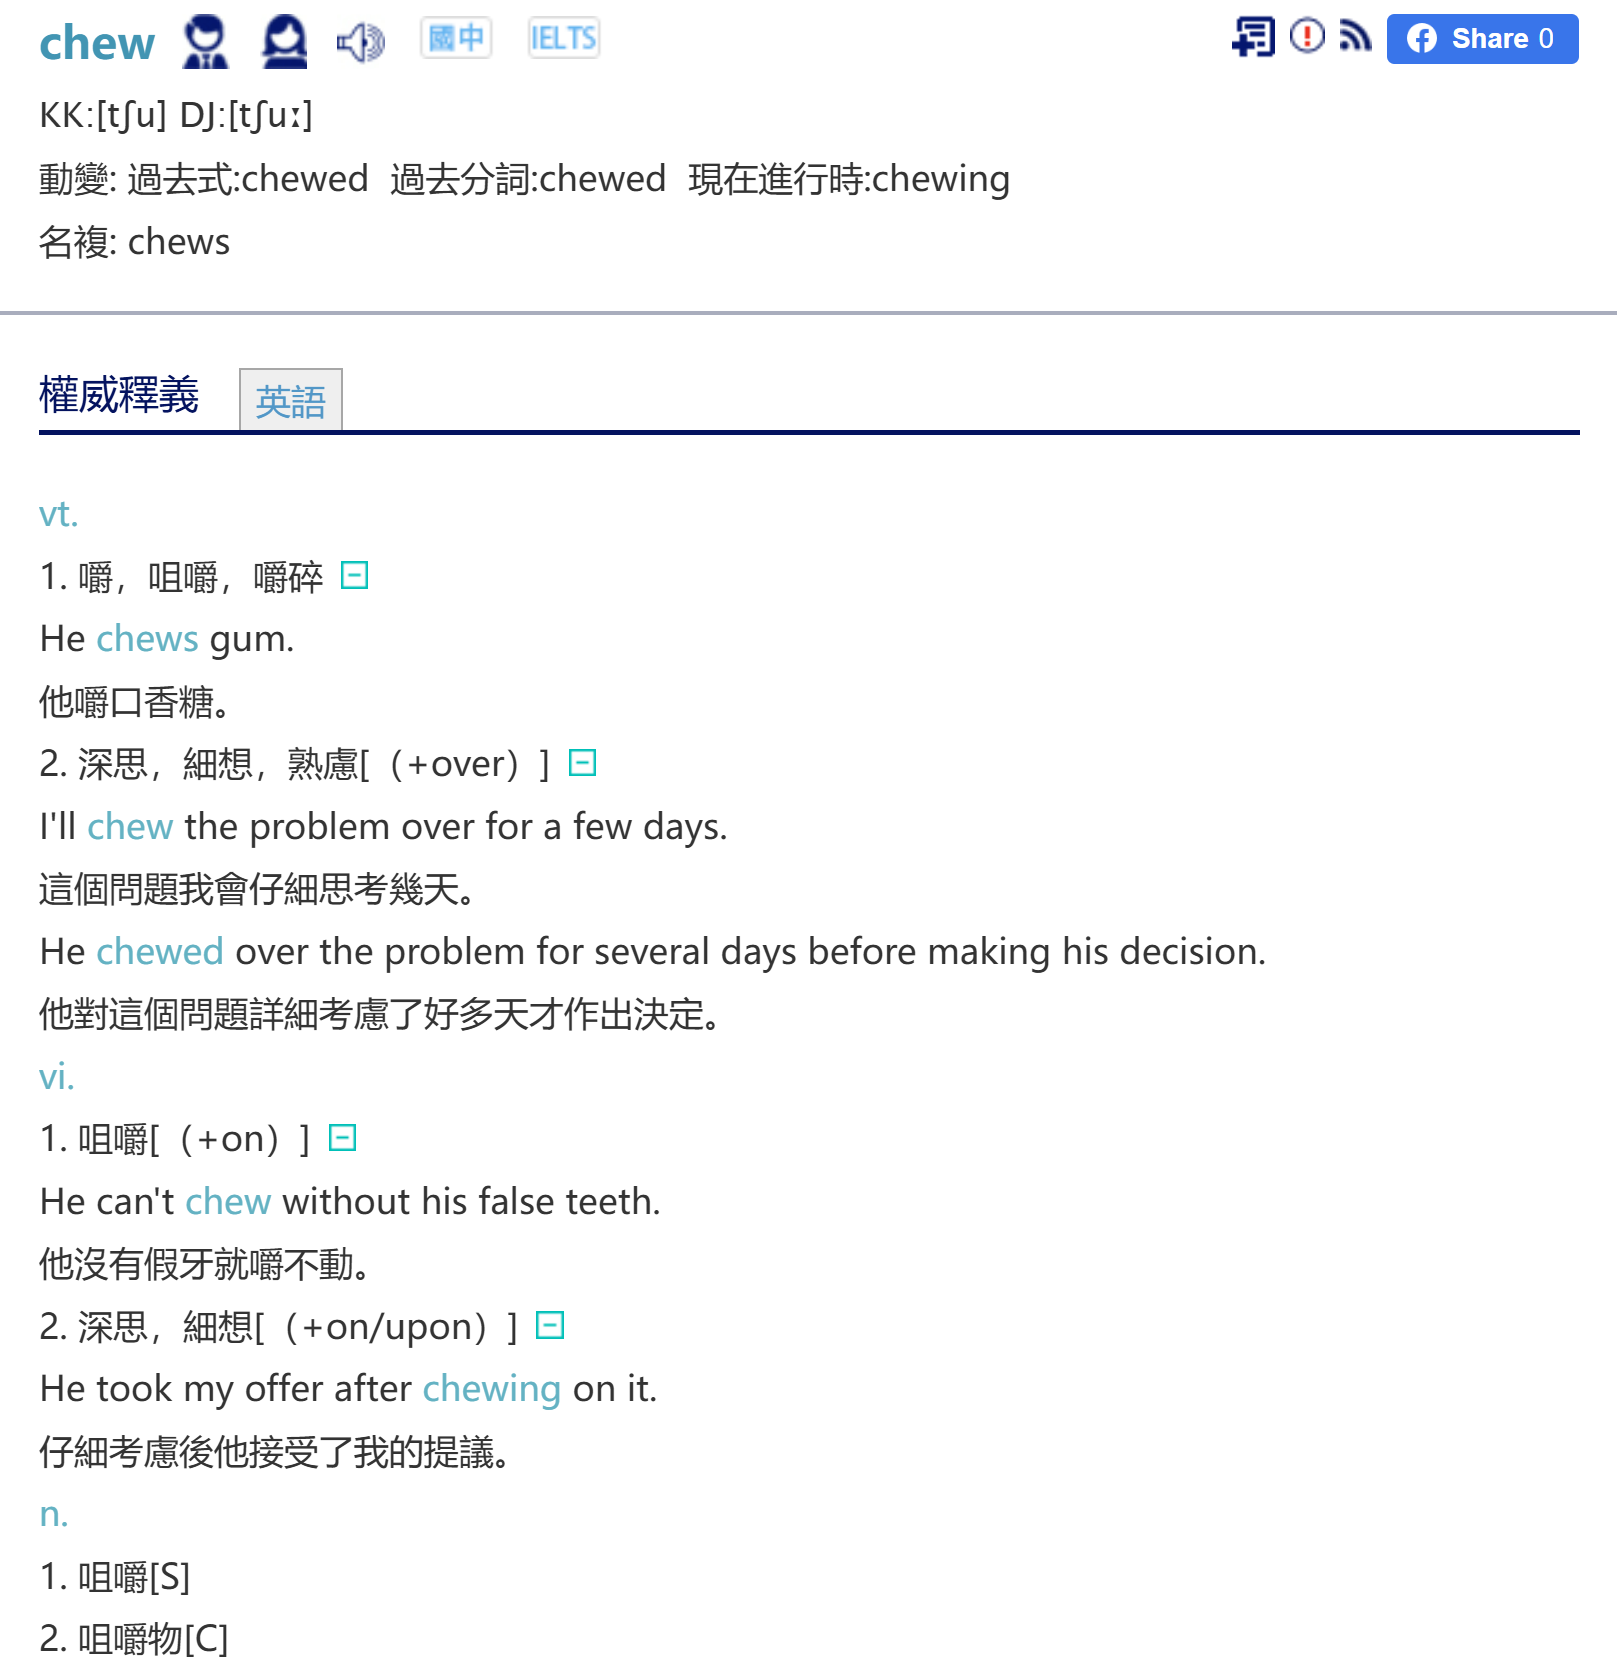 chew 國中 IELTS Share 0
KK:[tʃu] DJ:[tʃuː]
動變: 過去式:chewed 過去分詞:chewed 現在進行時:chewing
名複: chews
權威釋義 英語
vt.
1. 嚼，咀嚼，嚼碎
He chews gum.
他嚼口香糖。
2. 深思，細想，熟慮[（+over）]
I'll chew the problem over for a few days.
這個問題我會仔細思考幾天。
He chewed over the problem for several days before making his decision.
他對這個問題詳細考慮了好多天才作出決定。
vi.
1. 咀嚼[（+on）]
He can't chew without his false teeth.
他沒有假牙就嚼不動。
2. 深思，細想[（+on/upon）]
He took my offer after chewing on it.
仔細考慮後他接受了我的提議。
n.
1. 咀嚼[S]
2. 咀嚼物[C]